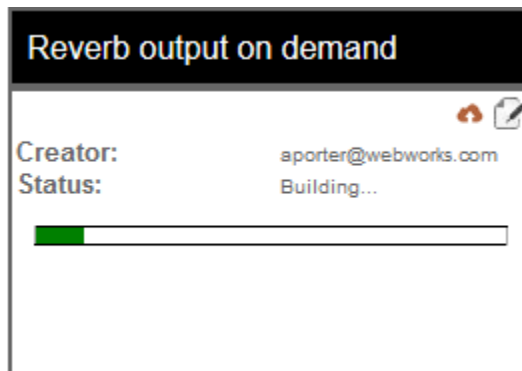 Reverb output on demand
Creator: aporter@webworks.com
Status: Building...